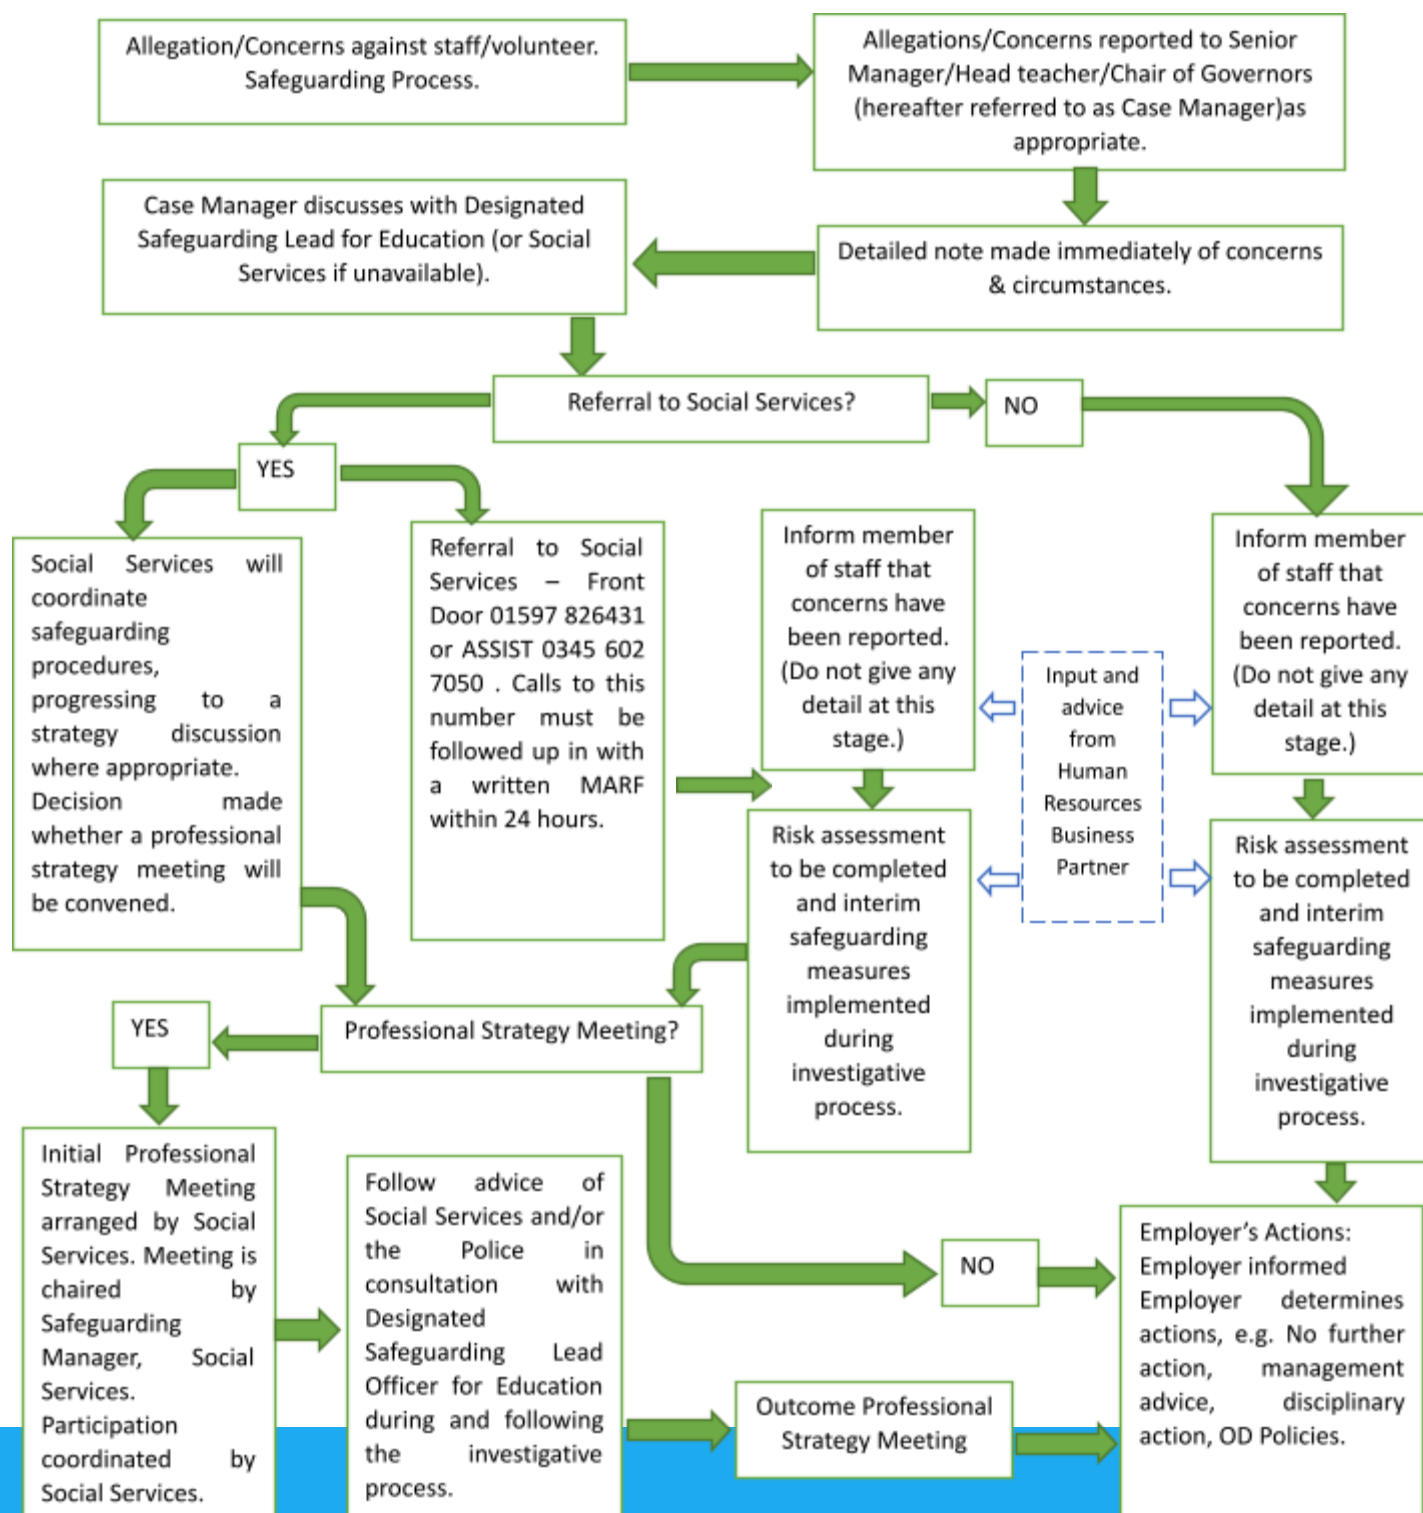 Allegation/Concerns against staff/volunteer.
Safeguarding Process.
Allegations/Concerns reported to Senior
Manager/Head teacher/Chair of Governors
(hereafter referred to as Case Manager)as
appropriate.
Case Manager discusses with Designated
Safeguarding Lead for Education (or Social
Services if unavailable).
Detailed note made immediately of concerns
& circumstances.
Referral to Social Services?
NO
YES
Social Services will
coordinate
safeguarding
procedures,
progressing to a
strategy discussion
where appropriate.
Decision made
whether a professional
strategy meeting will
be convened.
Referral to Social
Services – Front
Door 01597 826431
or ASSIST 0345 602
7050 . Calls to this
number must be
followed up in with
a written MARF
within 24 hours.
Inform member
of staff that
concerns have
been reported.
(Do not give any
detail at this
stage.)
Input and
advice
from
Human
Resources
Business
Partner
Inform member
of staff that
concerns have
been reported.
(Do not give any
detail at this
stage.)
Risk assessment
to be completed
and interim
safeguarding
measures
implemented
during
investigative
process.
Risk assessment
to be completed
and interim
safeguarding
measures
implemented
during
investigative
process.
YES
Professional Strategy Meeting?
Initial Professional
Strategy Meeting
arranged by Social
Services. Meeting is
chaired by
Safeguarding
Manager, Social
Services.
Participation
coordinated by
Social Services.
Follow advice of
Social Services and/or
the Police in
consultation with
Designated
Safeguarding Lead
Officer for Education
during and following
the investigative
process.
NO
Outcome Professional
Strategy Meeting
Employer’s Actions:
Employer informed
Employer determines
actions, e.g. No further
action, management
advice, disciplinary
action, OD Policies.